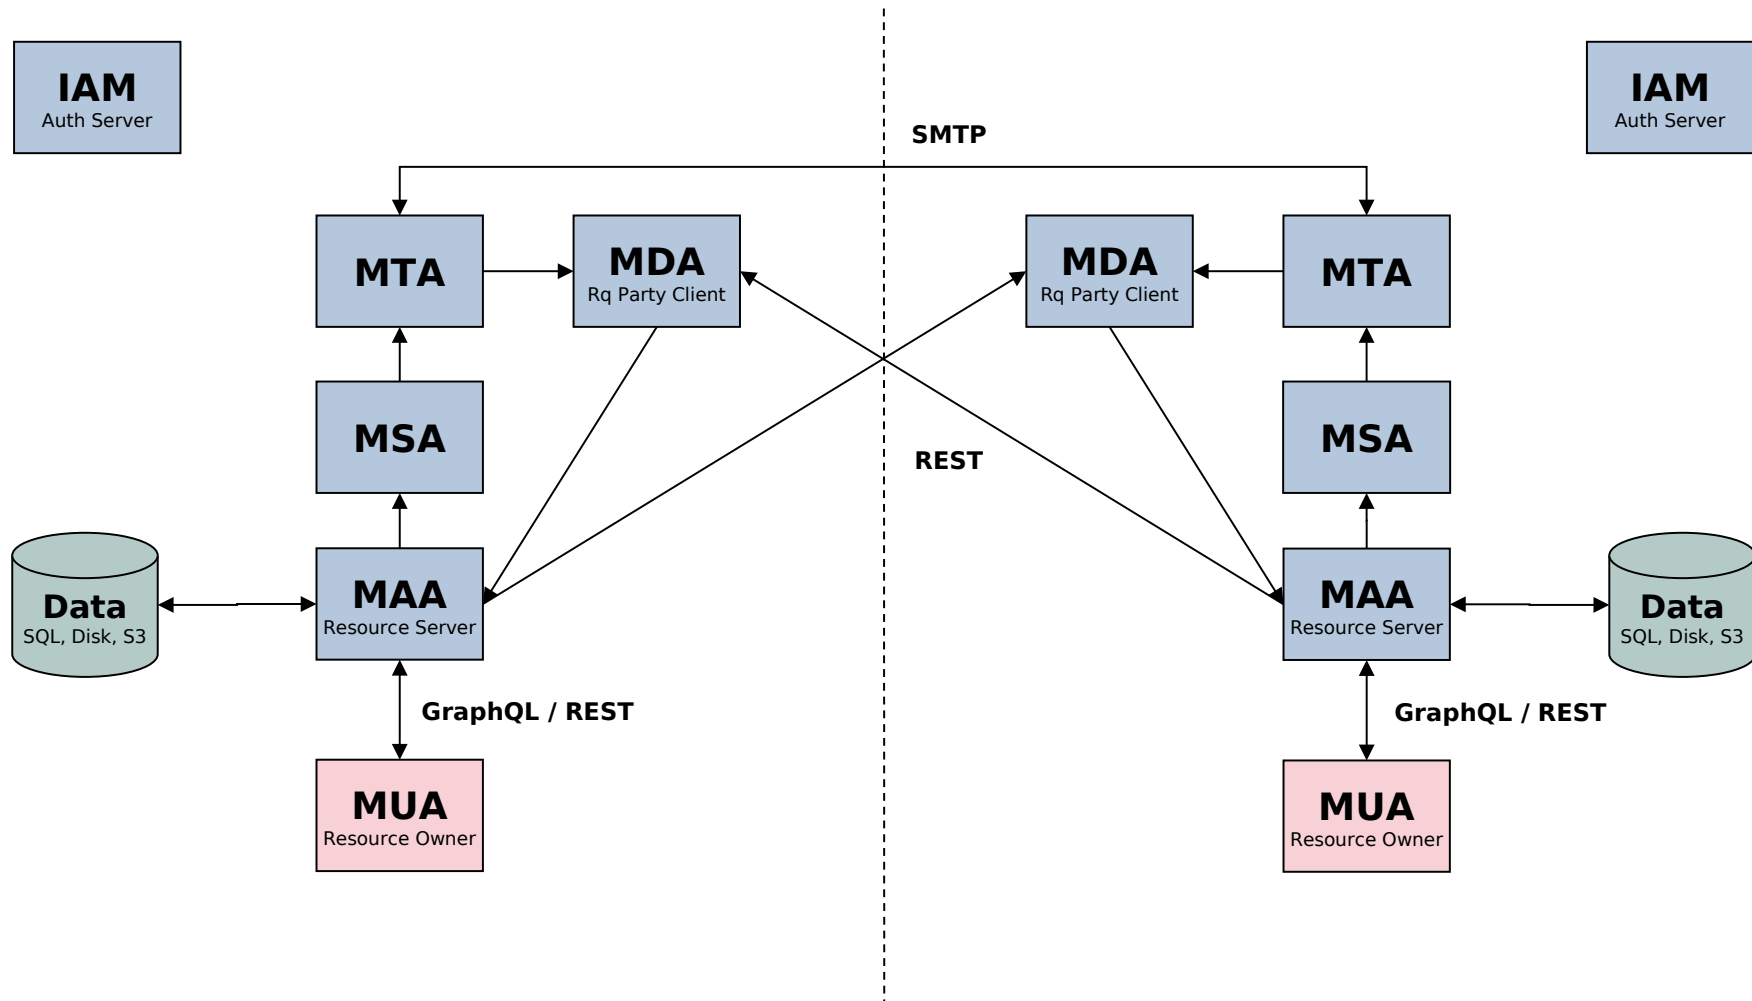 IAM
Auth Server
IAM
Auth Server
SMTP
MTA
MDA
Rq Party Client
MDA
Rq Party Client
MTA
MSA
REST
MSA
Data
SQL, Disk, S3
MAA
Resource Server
MAA
Resource Server
Data
SQL, Disk, S3
GraphQL / REST
GraphQL / REST
MUA
Resource Owner
MUA
Resource Owner